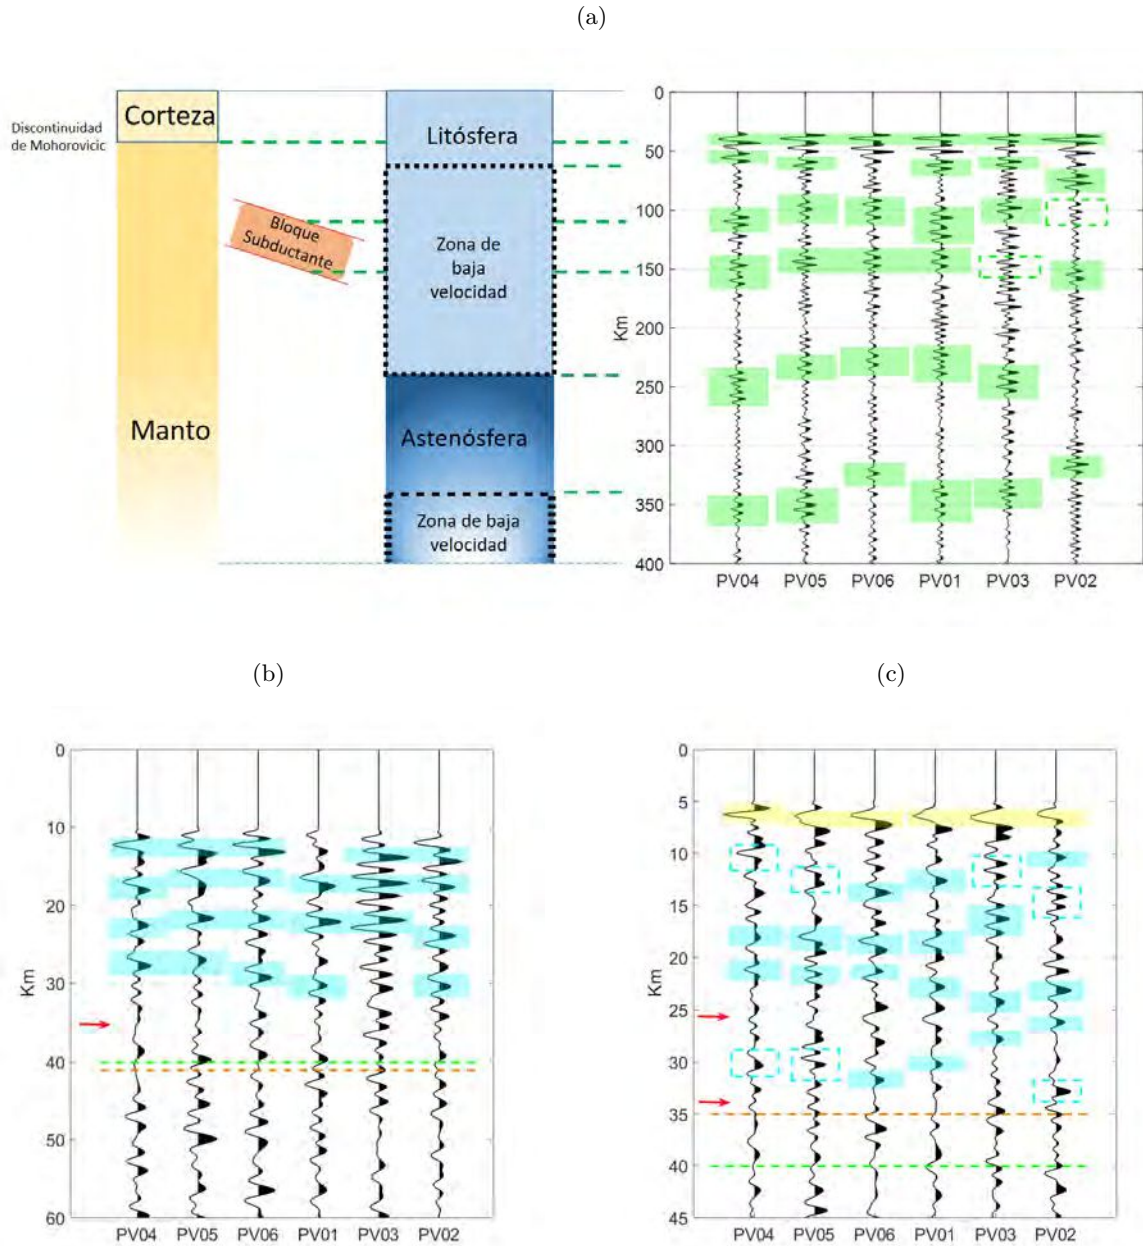 (a)
Corteza
Discontinuidad
de Mohorovicic
Manto
Bloque
Subductante
Litósfera
Zona de
baja
velocidad
Astenósfera
Zona de baja
velocidad
Km
0
50
100
150
200
250
300
350
400
PV04 PV05 PV06 PV01 PV03 PV02
(b)
Km
0
10
20
30
40
50
60
PV04 PV05 PV06 PV01 PV03 PV02
(c)
Km
0
5
10
15
20
25
30
35
40
45
PV04 PV05 PV06 PV01 PV03 PV02